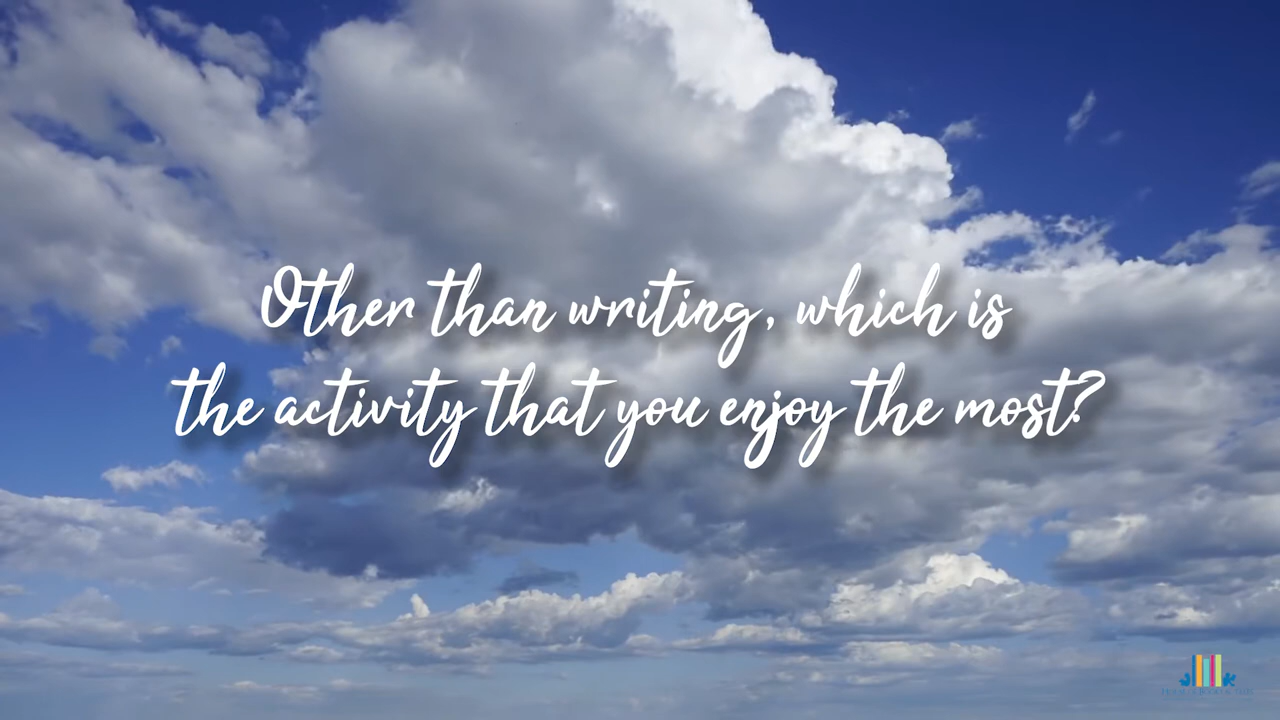 Other than writing, which is
the activity that you enjoy the most?